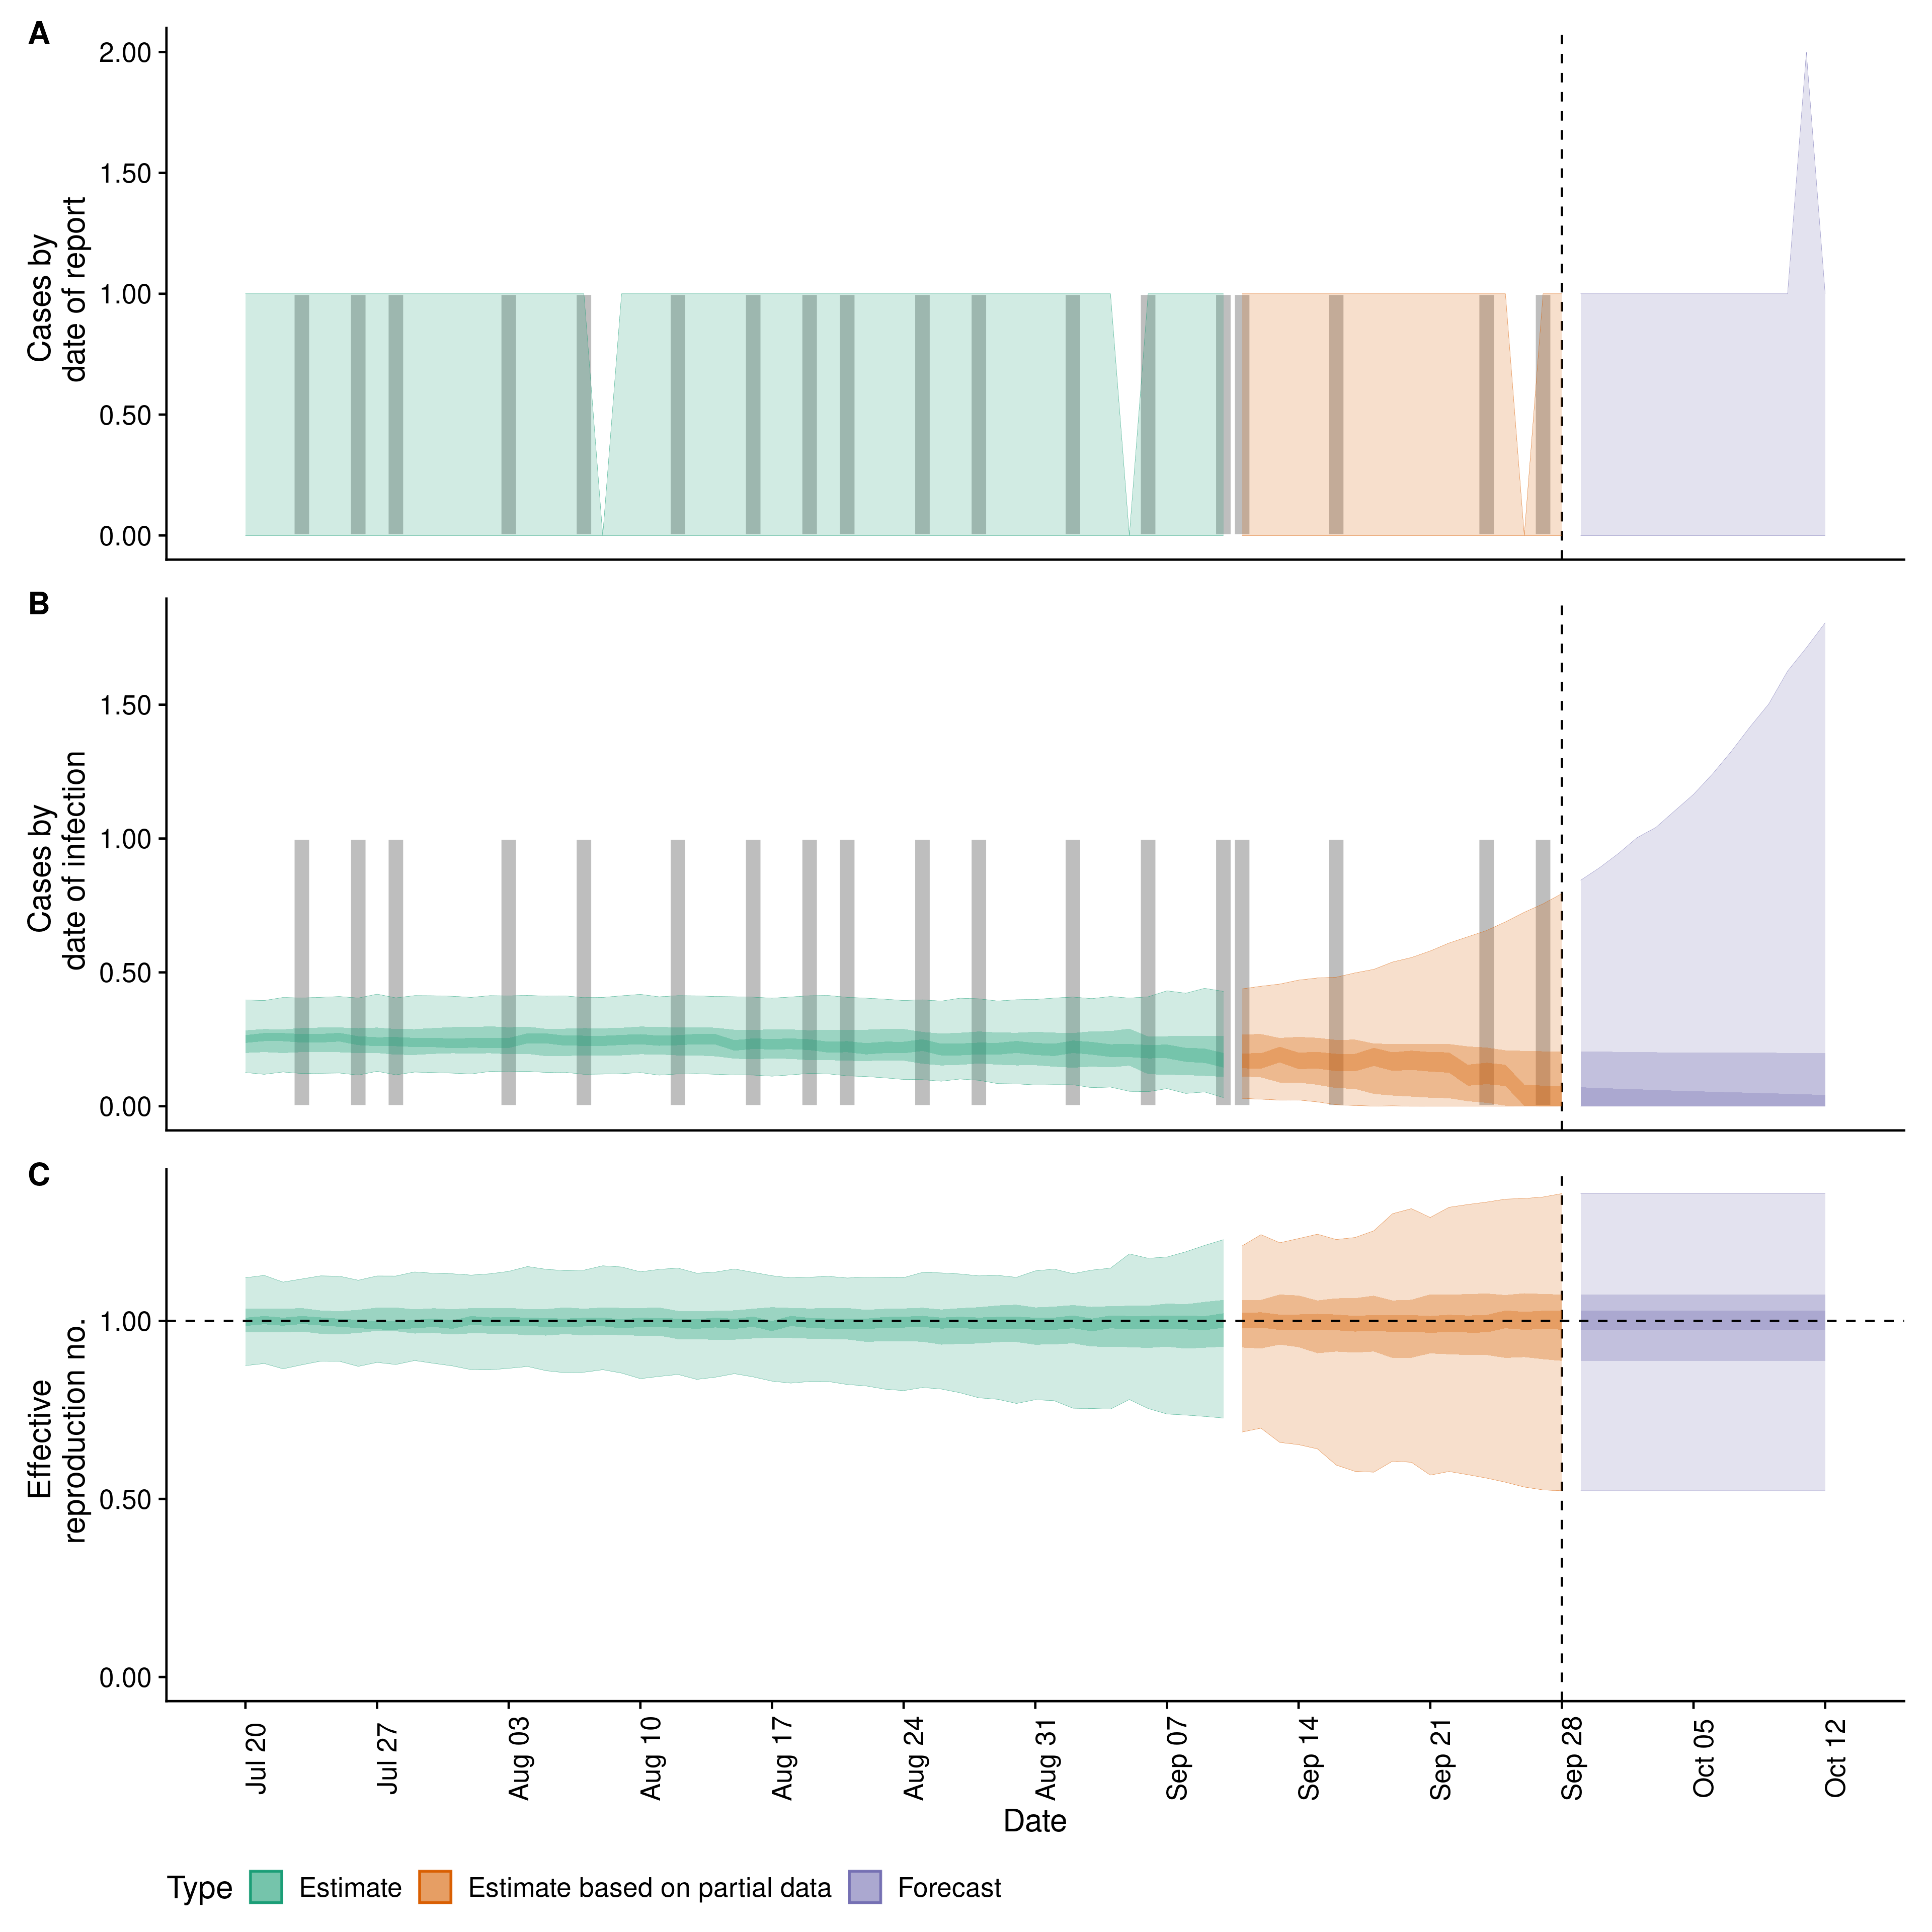 A
2.00
1.50
1.00
0.50
0.00
Cases by
date of report
B
1.50
1.00
0.50
0.00
Cases by
date of infection
C
1.00
0.50
0.00
Effective
reproduction no.
Jul 20
Jul 27
Aug 03
Aug 10
Aug 17
Aug 24
Aug 31
Sep 07
Sep 14
Sep 21
Sep 28
Oct 05
Oct 12
Date
Type Estimate Estimate based on partial data Forecast